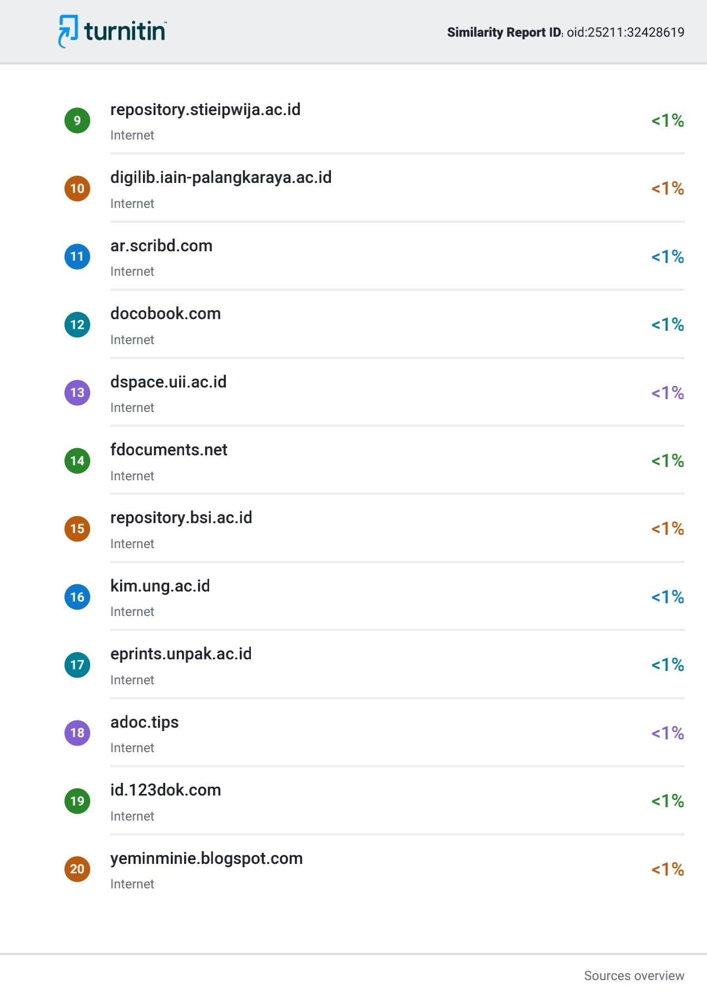 turnitin™
Similarity Report ID: oid:25211:32428619
9
repository.stieipwija.ac.id
Internet
<1%
10
digilib.iain-palangkaraya.ac.id
Internet
<1%
11
ar.scribd.com
Internet
<1%
12
docobook.com
Internet
<1%
13
dspace.uii.ac.id
Internet
<1%
14
fdocuments.net
Internet
<1%
15
repository.bsi.ac.id
Internet
<1%
16
kim.ung.ac.id
Internet
<1%
17
eprints.unpak.ac.id
Internet
<1%
18
adoc.tips
Internet
<1%
19
id.123dok.com
Internet
<1%
20
yeminminie.blogspot.com
Internet
<1%
Sources overview